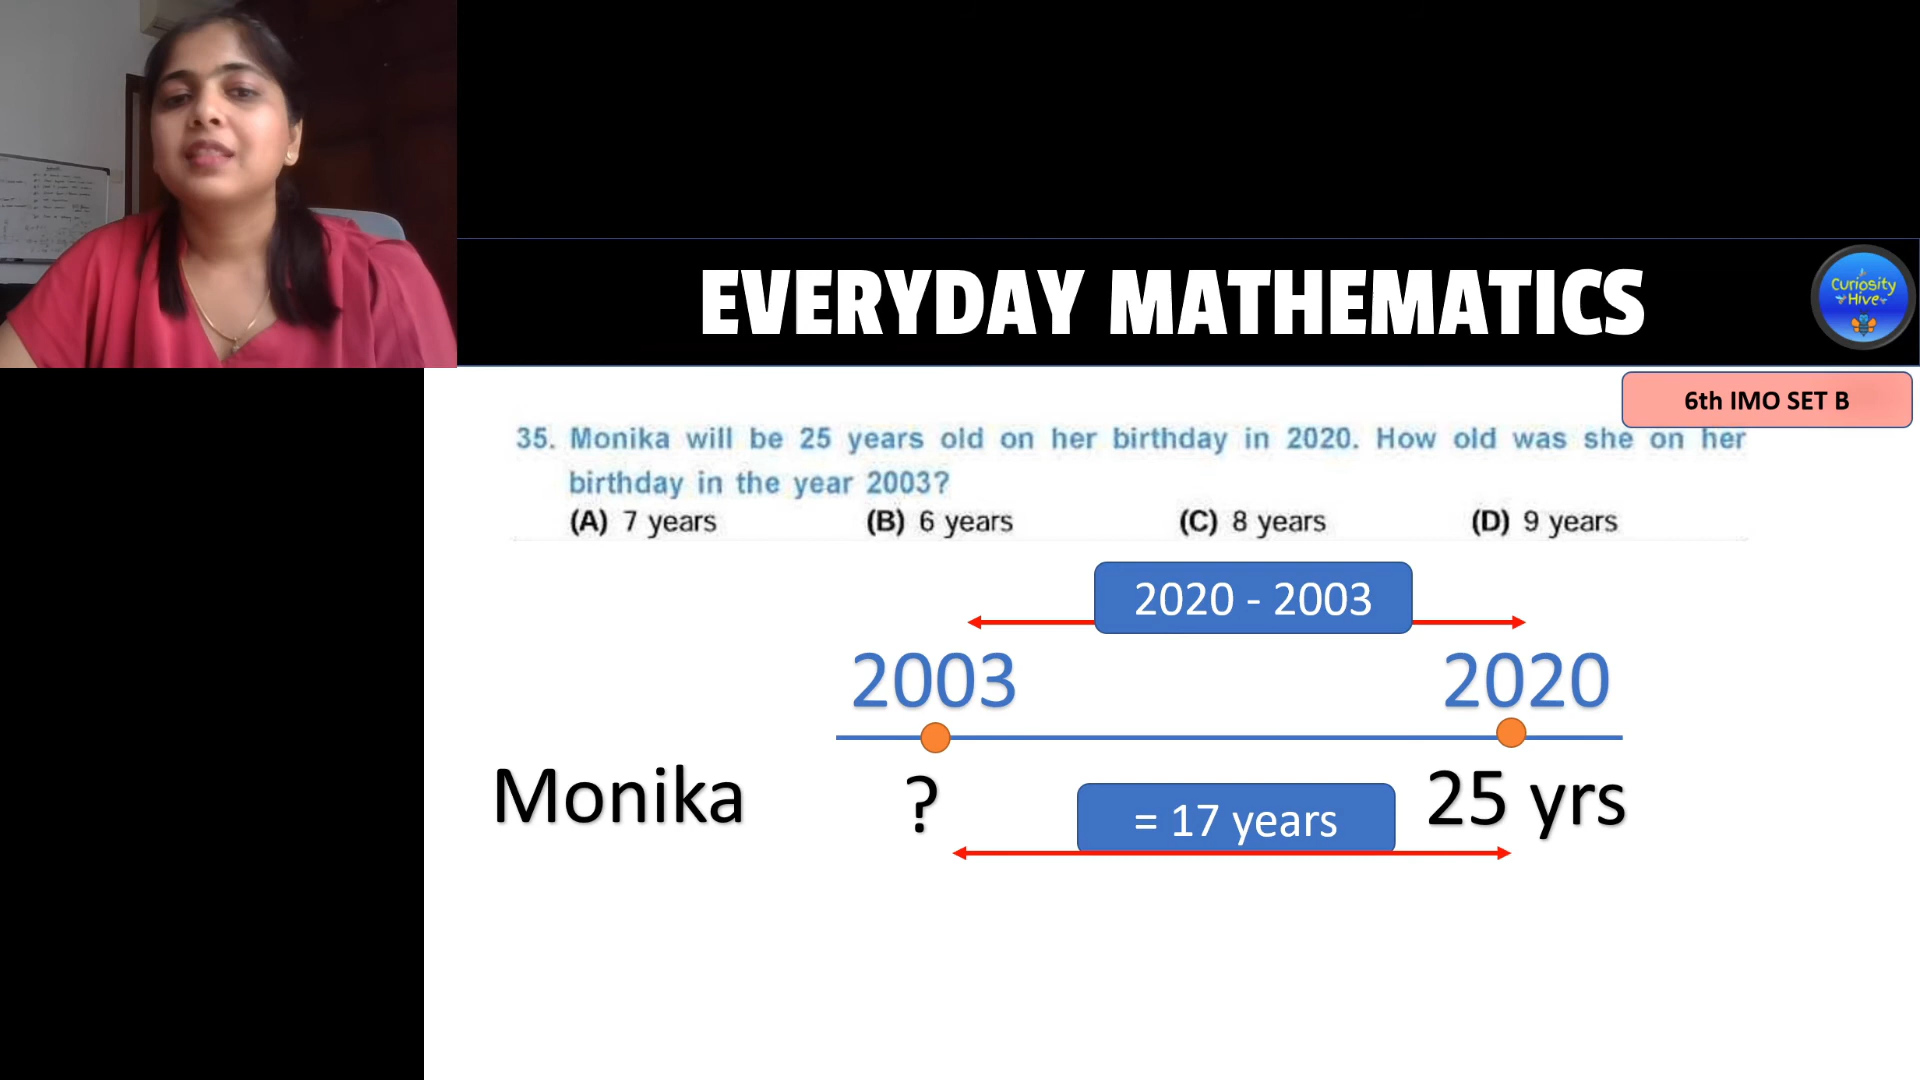 EVERYDAY MATHEMATICS
Curiosity
Hive
6th IMO SET B
35. Monika will be 25 years old on her birthday in 2020. How old was she on her
birthday in the year 2003?
(A) 7 years (B) 6 years (C) 8 years (D) 9 years
2020 - 2003
2003 2020
Monika ? = 17 years 25 yrs